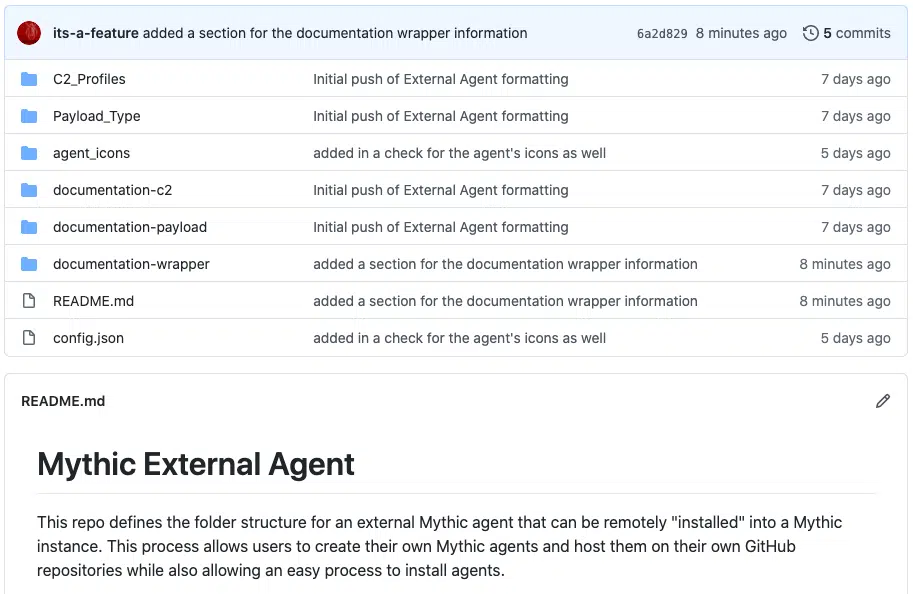 its-a-feature added a section for the documentation wrapper information 6a2d829 8 minutes ago 5 commits
C2_Profiles Initial push of External Agent formatting 7 days ago
Payload_Type Initial push of External Agent formatting 7 days ago
agent_icons added in a check for the agent's icons as well 5 days ago
documentation-c2 Initial push of External Agent formatting 7 days ago
documentation-payload Initial push of External Agent formatting 7 days ago
documentation-wrapper added a section for the documentation wrapper information 8 minutes ago
README.md added a section for the documentation wrapper information 8 minutes ago
config.json added in a check for the agent's icons as well 5 days ago
README.md
Mythic External Agent
This repo defines the folder structure for an external Mythic agent that can be remotely "installed" into a Mythic
instance. This process allows users to create their own Mythic agents and host them on their own GitHub
repositories while also allowing an easy process to install agents.